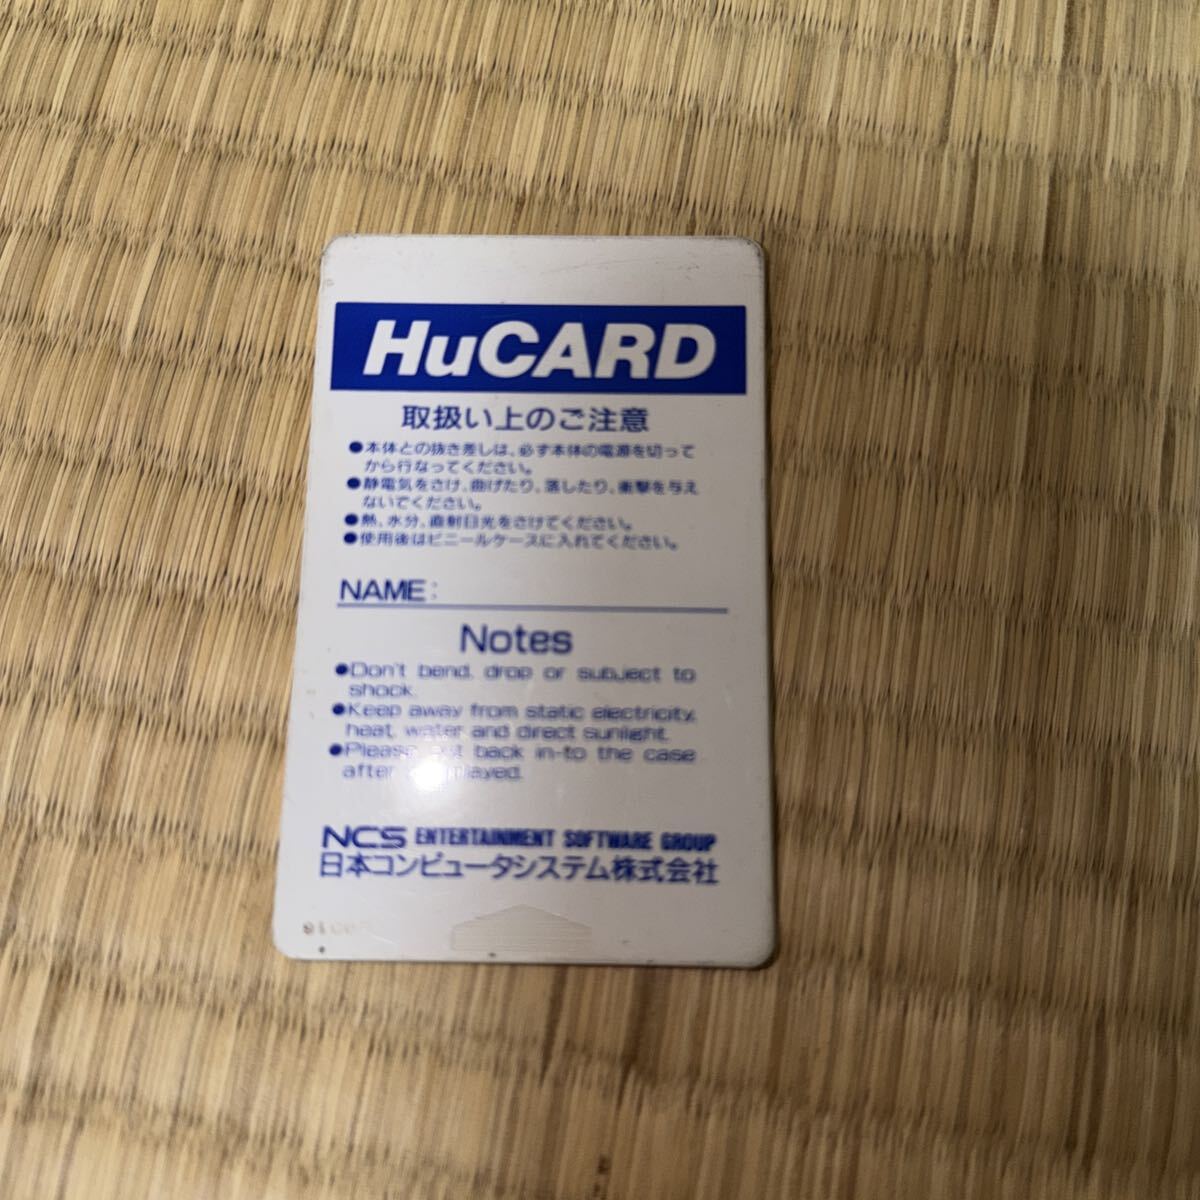 HuCARD
取扱い上のご注意
●本体との抜き差しは、必ず本体の電源を切って
から行なってください。
●静電気をさけ、曲げたり、落したり、衝撃を与え
ないでください。
●熱、水分、直射日光をさけてください。
●使用後はビニールケースに入れてください。
NAME:
Notes
●Don't bend, drop or subject to
shock.
●Keep away from static electricity,
heat, water and direct sunlight.
●Please back in-to the case
after played.
NCS ENTERTAINMENT SOFTWARE GROUP
日本コンピュータシステム株式会社